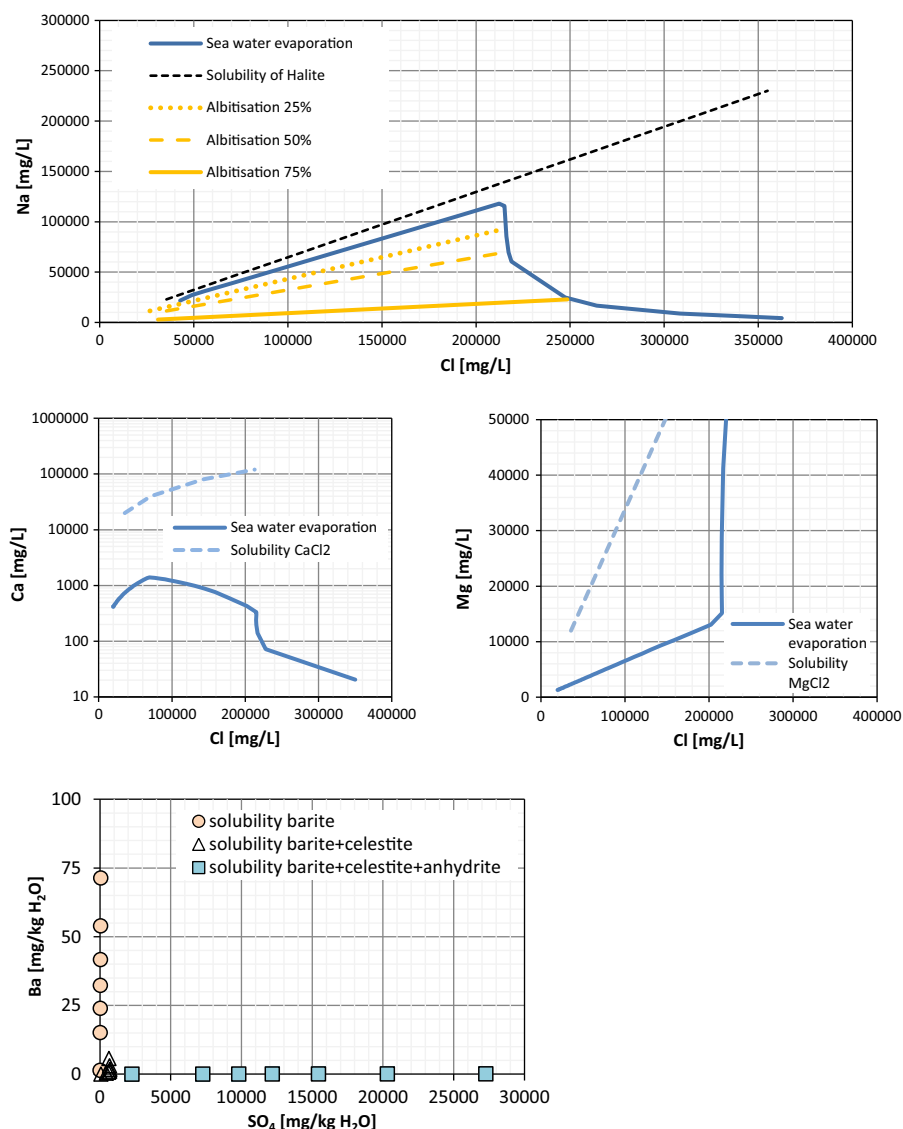 300000
250000
200000
150000
100000
50000
0
Na [mg/L]
Sea water evaporation
Solubility of Halite
Albitisation 25%
Albitisation 50%
Albitisation 75%
0
50000
100000
150000
200000
250000
300000
350000
400000
Cl [mg/L]
1000000
100000
10000
1000
100
10
Ca [mg/L]
Sea water evaporation
Solubility CaCl2
0
100000
200000
300000
400000
Cl [mg/L]
50000
40000
30000
20000
10000
0
Mg [mg/L]
Sea water
evaporation
Solubility
MgCl2
0
100000
200000
300000
400000
Cl [mg/L]
100
75
50
25
0
Ba [mg/kg H₂O]
solubility barite
solubility barite+celestite
solubility barite+celestite+anhydrite
0
5000
10000
15000
20000
25000
30000
SO₄ [mg/kg H₂O]